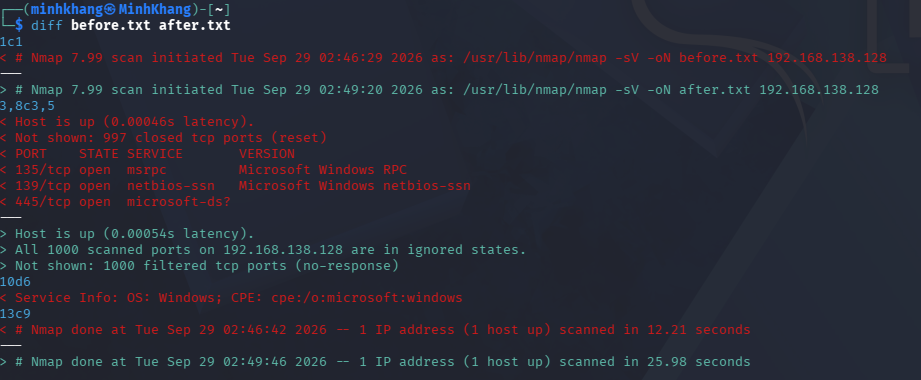 ┌──(minhkhang㉿MinhKhang)-[~]
└─$ diff before.txt after.txt
1c1
< # Nmap 7.99 scan initiated Tue Sep 29 02:46:29 2026 as: /usr/lib/nmap/nmap -sV -oN before.txt 192.168.138.128
---
> # Nmap 7.99 scan initiated Tue Sep 29 02:49:20 2026 as: /usr/lib/nmap/nmap -sV -oN after.txt 192.168.138.128
3,8c3,5
< Host is up (0.00046s latency).
< Not shown: 997 closed tcp ports (reset)
< PORT    STATE SERVICE       VERSION
< 135/tcp open  msrpc         Microsoft Windows RPC
< 139/tcp open  netbios-ssn   Microsoft Windows netbios-ssn
< 445/tcp open  microsoft-ds?
---
> Host is up (0.00054s latency).
> All 1000 scanned ports on 192.168.138.128 are in ignored states.
> Not shown: 1000 filtered tcp ports (no-response)
10d6
< Service Info: OS: Windows; CPE: cpe:/o:microsoft:windows
13c9
< # Nmap done at Tue Sep 29 02:46:42 2026 -- 1 IP address (1 host up) scanned in 12.21 seconds
---
> # Nmap done at Tue Sep 29 02:49:46 2026 -- 1 IP address (1 host up) scanned in 25.98 seconds